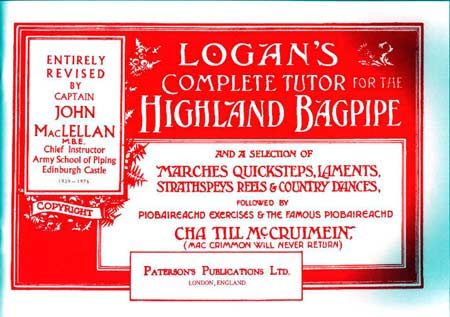 ENTIRELY
REVISED
BY
CAPTAIN
JOHN
MACLELLAN
M.B.E.
Chief Instructor
Army School of Piping
Edinburgh Castle
1959 - 1976
COPYRIGHT
LOGAN'S
COMPLETE TUTOR FOR THE
HIGHLAND BAGPIPE
AND A SELECTION OF
MARCHES QUICKSTEPS, LAMENTS,
STRATHSPEYS REELS & COUNTRY DANCES,
FOLLOWED BY
PIOBAIREACHD EXERCISES & THE FAMOUS PIOBAIREACHD
CHA TILL MCCRUIMEIN,
(MAC CRIMMON WILL NEVER RETURN)
PATERSON'S PUBLICATIONS LTD.
LONDON, ENGLAND